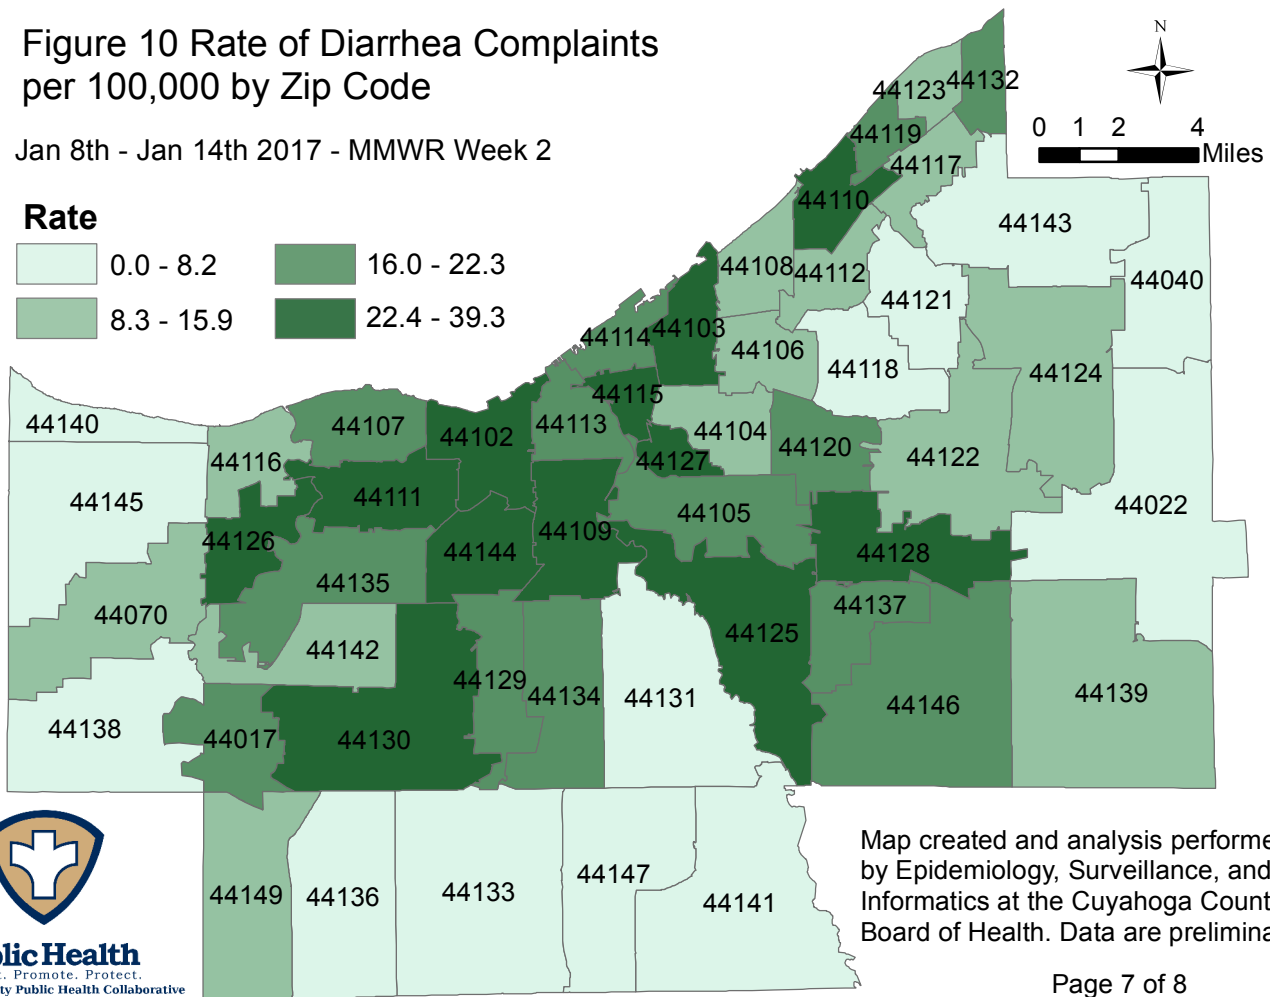 Figure 10 Rate of Diarrhea Complaints
per 100,000 by Zip Code
Jan 8th - Jan 14th 2017 - MMWR Week 2
N
0 1 2 4
Miles
Rate
0.0 - 8.2
16.0 - 22.3
8.3 - 15.9
22.4 - 39.3
44123
44132
44119
44117
44110
44143
44108
44112
44040
44121
44114
44103
44106
44118
44124
44115
44140
44107
44102
44113
44104
44120
44122
44116
44127
44145
44111
44105
44022
44126
44144
44109
44128
44135
44070
44137
44125
44142
44129
44134
44131
44146
44139
44138
44017
44130
44149
44136
44133
44147
44141
Map created and analysis performe
by Epidemiology, Surveillance, and
Informatics at the Cuyahoga Count
Board of Health. Data are prelimina
Page 7 of 8
lic Health
. Promote. Protect.
ty Public Health Collaborative